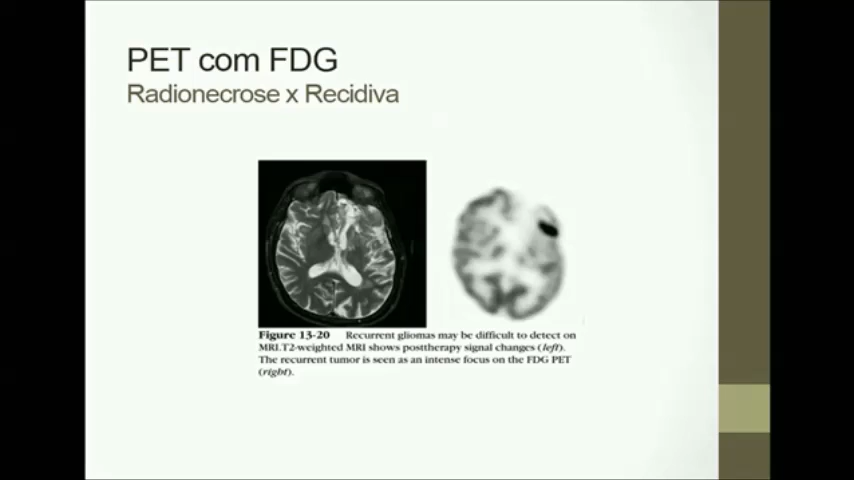 PET com FDG
Radionecrose x Recidiva
Figure 13-20 Recurrent gliomas may be difficult to detect on
MRI.T2-weighted MRI shows posttherapy signal changes (left).
The recurrent tumor is seen as an intense focus on the FDG PET
(right).